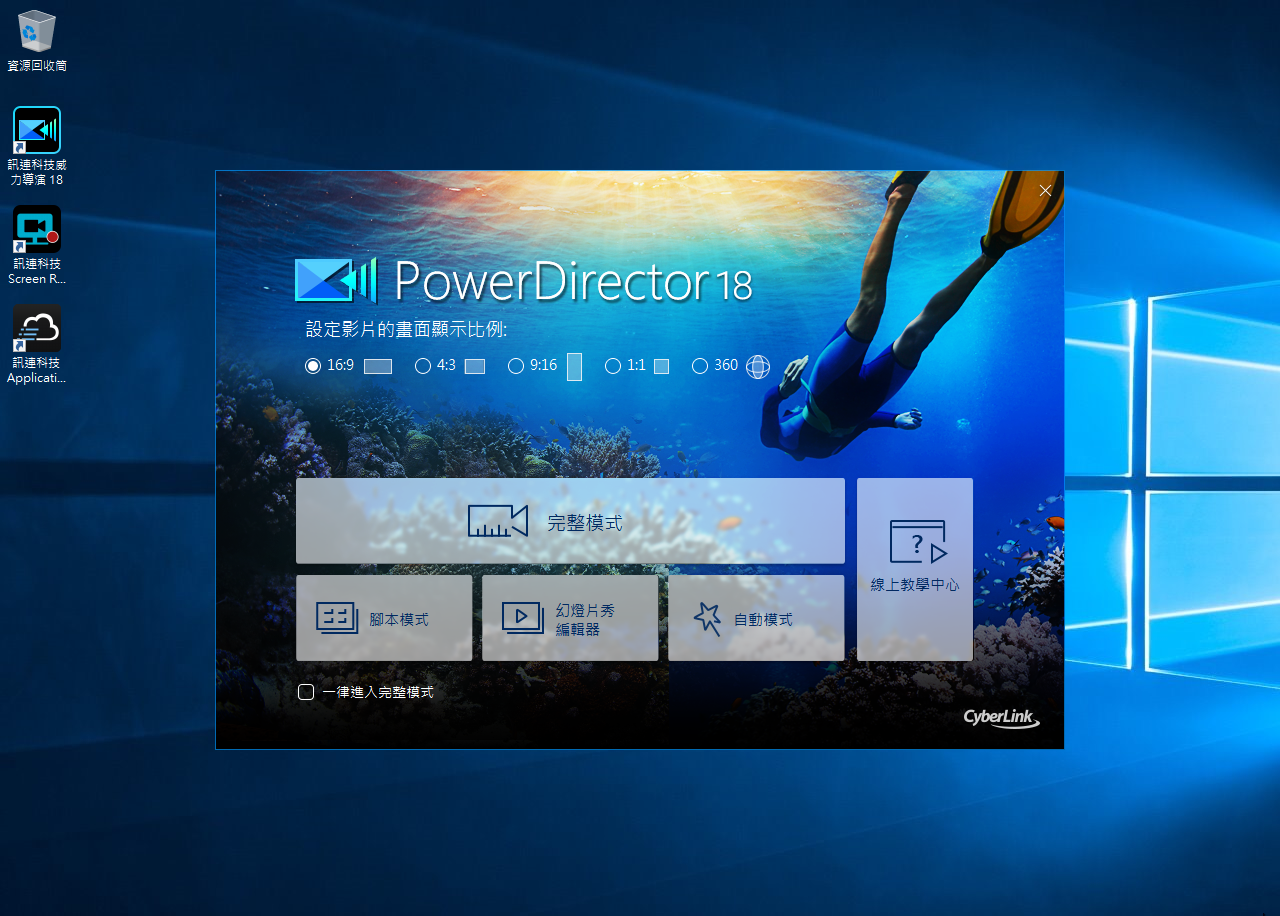 資源回收筒
訊連科技威
力導演 18
訊連科技
Screen R...
訊連科技
Applicati...
PowerDirector 18
設定影片的畫面顯示比例:
16:9 4:3 9:16 1:1 360
完整模式
?
線上教學中心
腳本模式
幻燈片秀
編輯器
自動模式
一律進入完整模式
CyberLink